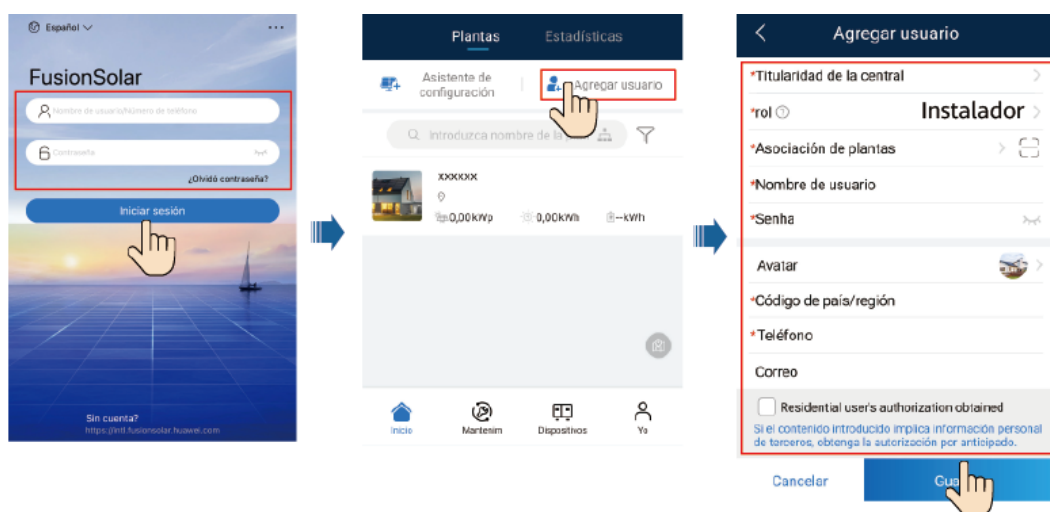 Español
FusionSolar
Nombre de usuario/Número de teléfono
Contraseña
¿Olvidó contraseña?
Iniciar sesión
Sin cuenta?
https://intl.fusionsolar.huawei.com
Plantas Estadísticas
Asistente de
configuración
Agregar usuario
Introduzca nombre de la
xxxxxx
0,00kWp 0,00kWh --kWh
Inicio Mantenim Dispositivos Yo
Agregar usuario
*Titularidad de la central
*rol Instalador
*Asociación de plantas
*Nombre de usuario
*Senha
Avatar
*Código de país/región
*Teléfono
Correo
Residential user's authorization obtained
Si el contenido introducido implica información personal
de terceros, obtenga la autorización por anticipado.
Cancelar